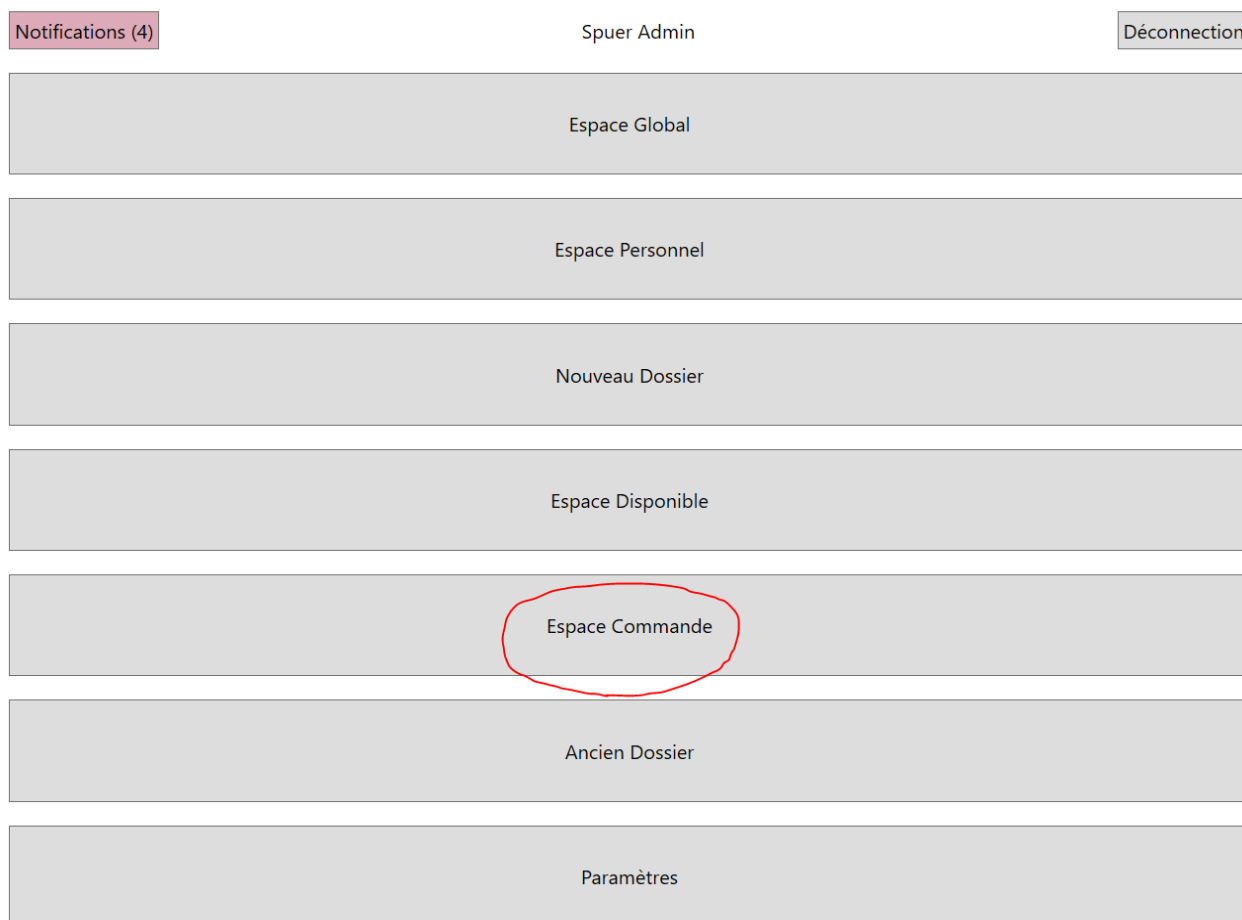 Notifications (4)
Spuer Admin
Déconnection
Espace Global
Espace Personnel
Nouveau Dossier
Espace Disponible
Espace Commande
Ancien Dossier
Paramètres